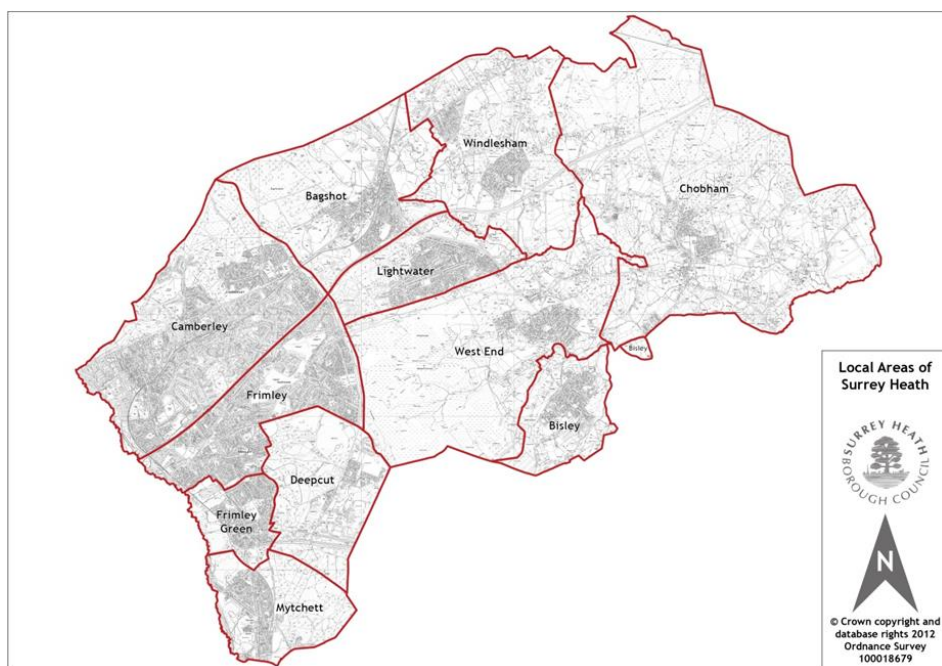 Windlesham
Chobham
Bagshot
Lightwater
Camberley
West End
Bisley
Frimley
Bisley
Deepcut
Frimley
Green
Mytchett
Local Areas of
Surrey Heath
SURREY HEATH
BOROUGH COUNCIL
N
© Crown copyright and
database rights 2012
Ordnance Survey
100018679